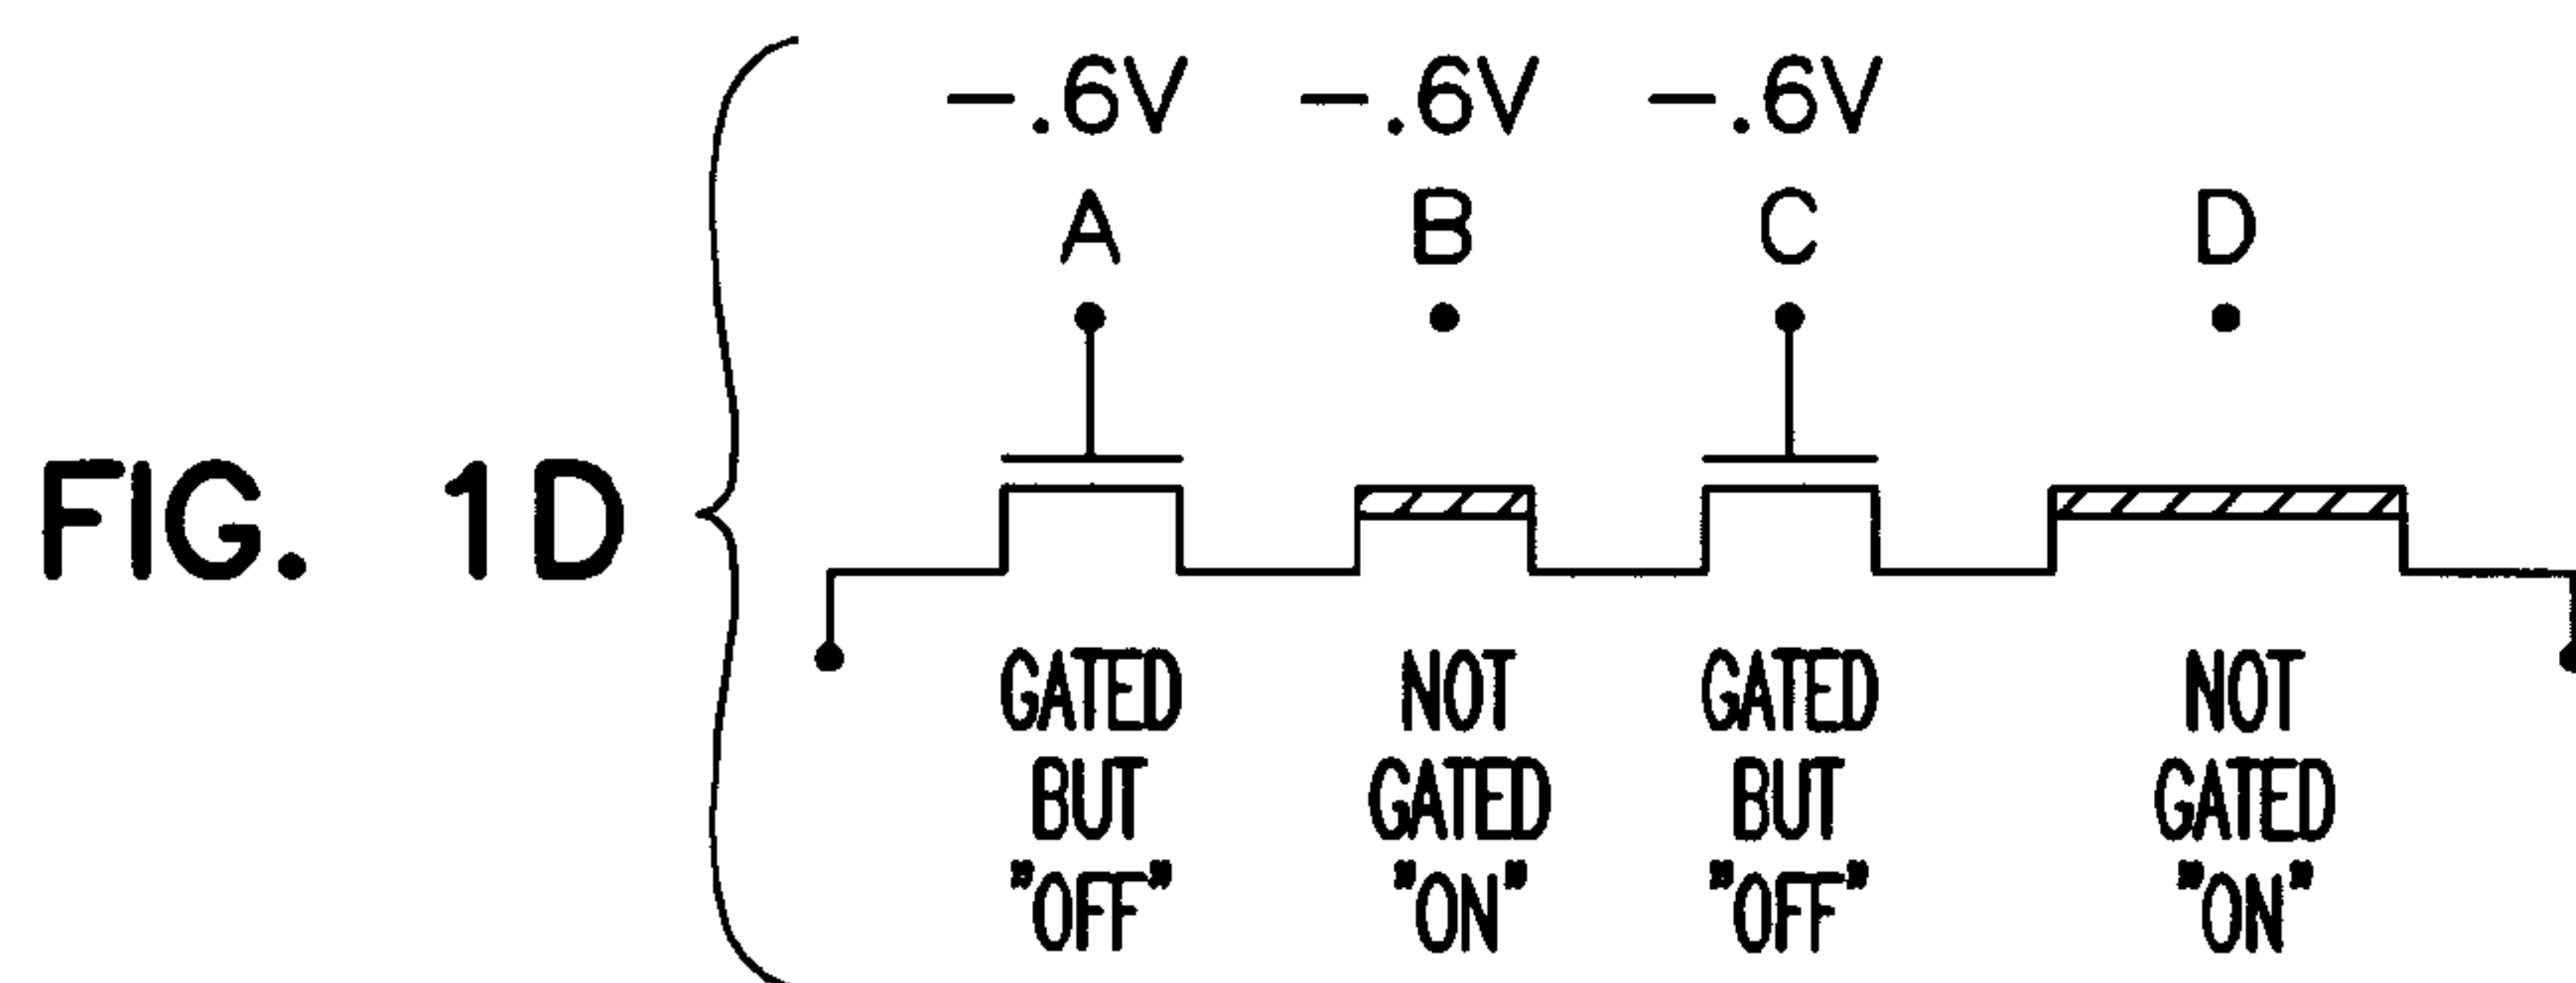 -.6V -.6V -.6V
A B C D
FIG. 1D
GATED NOT GATED NOT
BUT GATED BUT GATED
"OFF" "ON" "OFF" "ON"